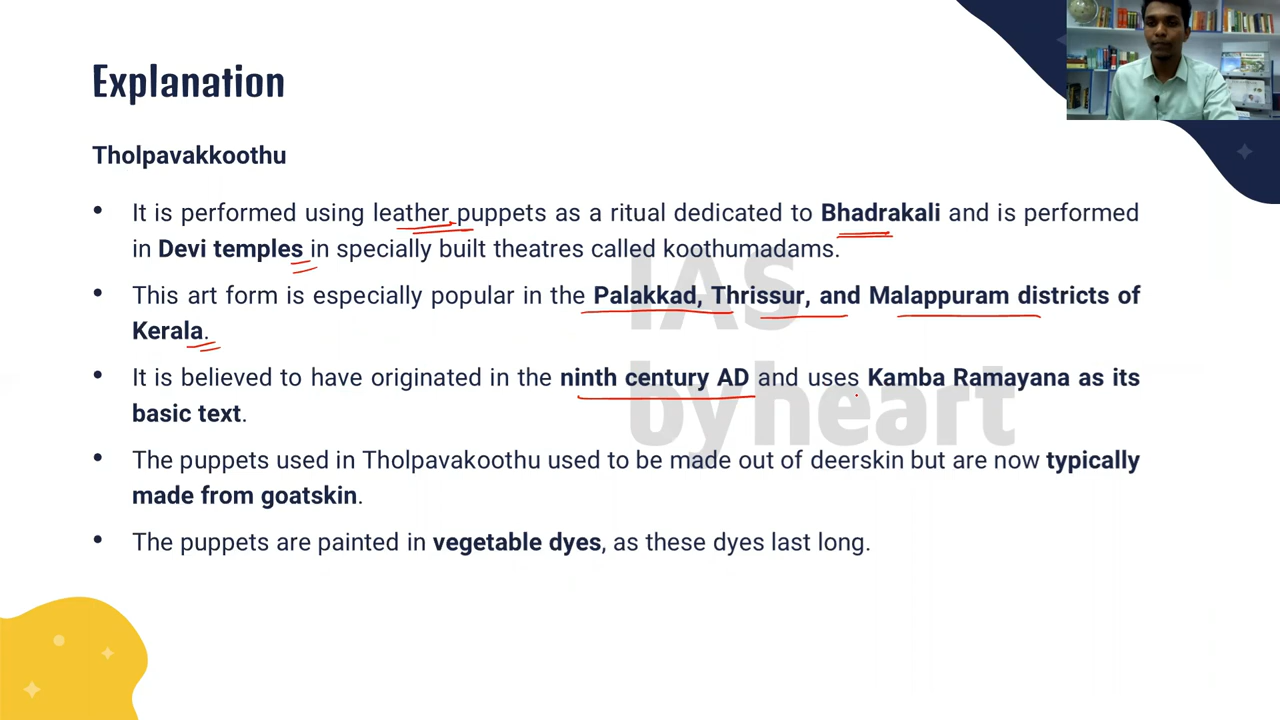 Explanation
Tholpavakkoothu
• It is performed using leather puppets as a ritual dedicated to Bhadrakali and is performed
in Devi temples in specially built theatres called koothumadams.
• This art form is especially popular in the Palakkad, Thrissur, and Malappuram districts of
Kerala.
• It is believed to have originated in the ninth century AD and uses Kamba Ramayana as its
basic text.
• The puppets used in Tholpavakoothu used to be made out of deerskin but are now typically
made from goatskin.
• The puppets are painted in vegetable dyes, as these dyes last long.
IAS
byheart